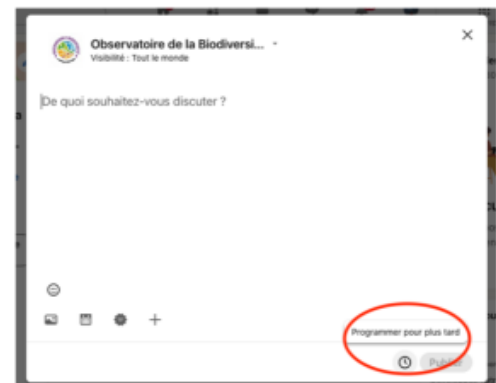 Observatoire de la Biodiversi...
Visibilité : Tout le monde
De quoi souhaitez-vous discuter ?
Programmer pour plus tard
Publier